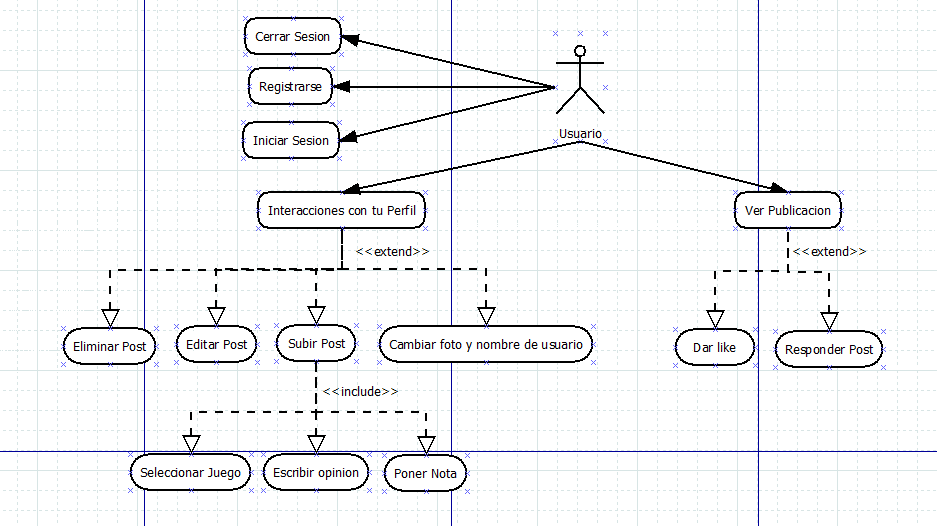 Cerrar Sesion
Registrarse
Iniciar Sesion
Usuario
Interacciones con tu Perfil
Ver Publicacion
<<extend>>
<<extend>>
Eliminar Post
Editar Post
Subir Post
Cambiar foto y nombre de usuario
Dar like
Responder Post
<<include>>
Seleccionar Juego
Escribir opinion
Poner Nota